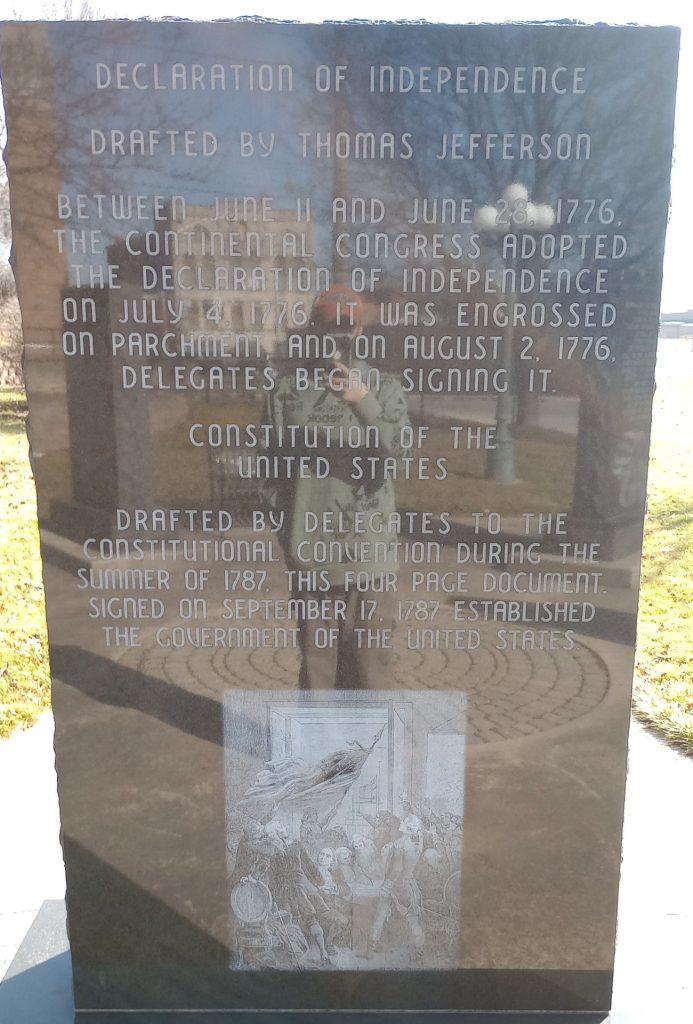 DECLARATION OF INDEPENDENCE
DRAFTED BY THOMAS JEFFERSON
BETWEEN JUNE 11 AND JUNE 28, 1776,
THE CONTINENTAL CONGRESS ADOPTED
THE DECLARATION OF INDEPENDENCE
ON JULY 4, 1776. IT WAS ENGROSSED
ON PARCHMENT AND ON AUGUST 2, 1776,
DELEGATES BEGAN SIGNING IT.
CONSTITUTION OF THE
UNITED STATES
DRAFTED BY DELEGATES TO THE
CONSTITUTIONAL CONVENTION DURING THE
SUMMER OF 1787, THIS FOUR PAGE DOCUMENT.
SIGNED ON SEPTEMBER 17, 1787 ESTABLISHED
THE GOVERNMENT OF THE UNITED STATES.